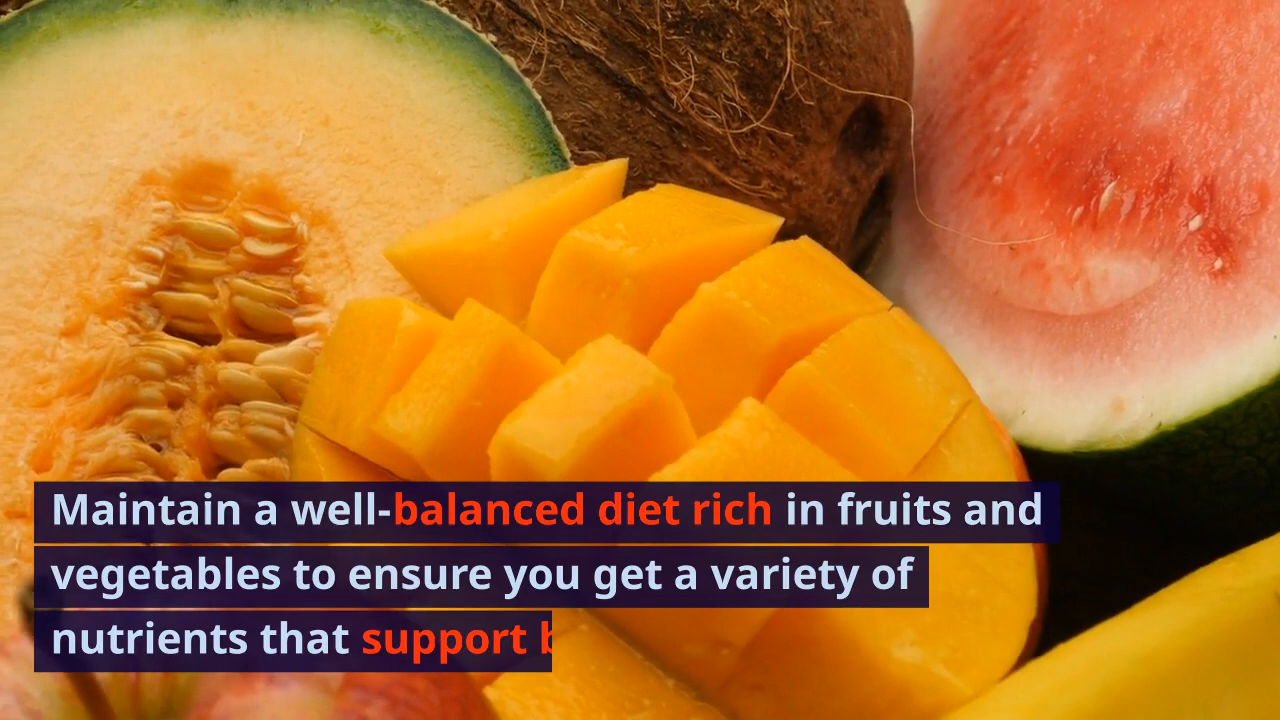 Maintain a well-balanced diet rich in fruits and
vegetables to ensure you get a variety of
nutrients that support